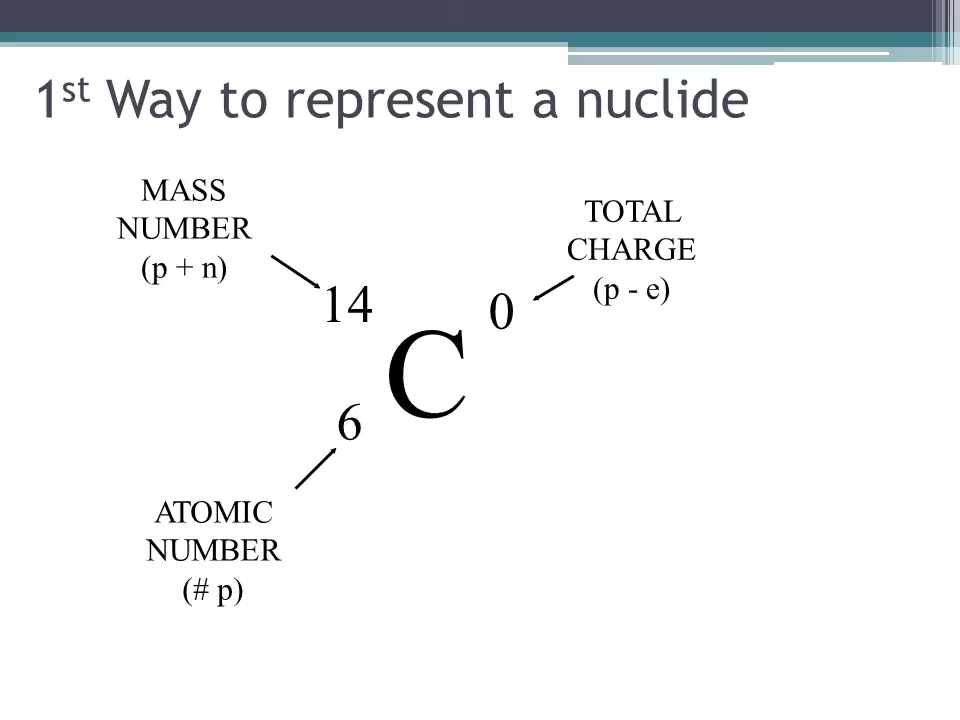 1st Way to represent a nuclide
MASS
NUMBER
(p + n)
TOTAL
CHARGE
(p - e)
14
0
C
6
ATOMIC
NUMBER
(# p)